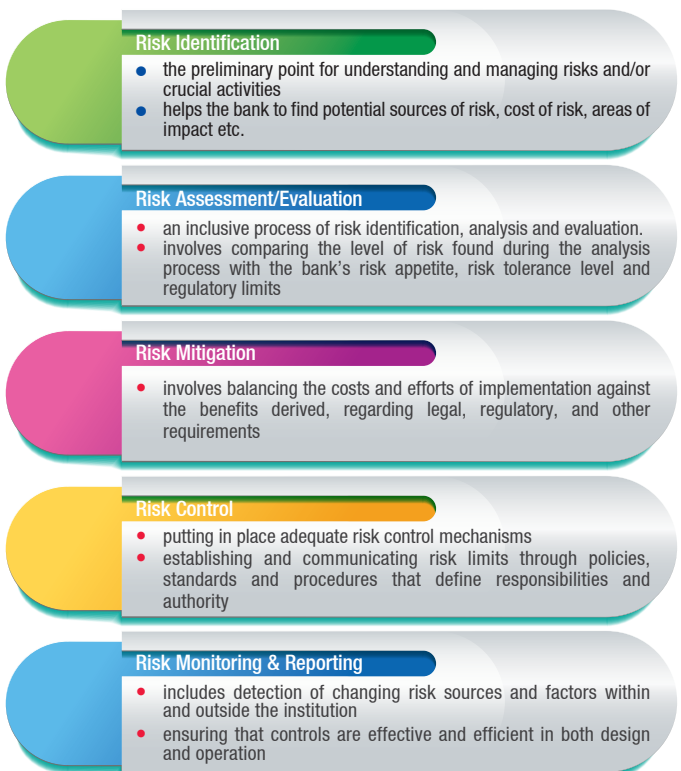 Risk Identification
• the preliminary point for understanding and managing risks and/or
crucial activities
• helps the bank to find potential sources of risk, cost of risk, areas of
impact etc.
Risk Assessment/Evaluation
• an inclusive process of risk identification, analysis and evaluation.
• involves comparing the level of risk found during the analysis
process with the bank's risk appetite, risk tolerance level and
regulatory limits
Risk Mitigation
• involves balancing the costs and efforts of implementation against
the benefits derived, regarding legal, regulatory, and other
requirements
Risk Control
• putting in place adequate risk control mechanisms
• establishing and communicating risk limits through policies,
standards and procedures that define responsibilities and
authority
Risk Monitoring & Reporting
• includes detection of changing risk sources and factors within
and outside the institution
• ensuring that controls are effective and efficient in both design
and operation